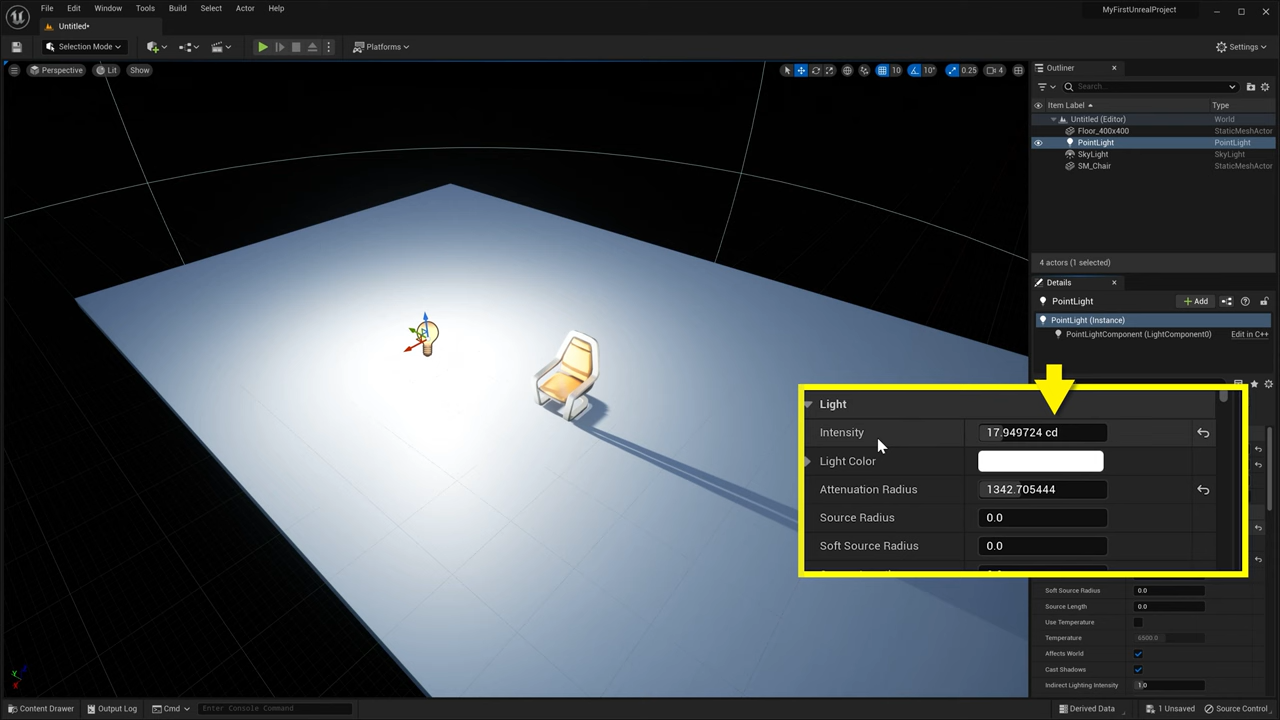 File Edit Window Tools Build Select Actor Help
MyFirstUnrealProject
Untitled*
Selection Mode
Platforms
Settings
Perspective Lit Show
10 10° 0.25 4
Outliner
Search...
Item Label Type
Untitled (Editor) World
Floor_400x400 StaticMeshActor
PointLight PointLight
SkyLight SkyLight
SM_Chair StaticMeshActor
4 actors (1 selected)
Details
PointLight
Add
PointLight (Instance)
PointLightComponent (LightComponent0) Edit in C++
Light
Intensity 17.949724 cd
Light Color
Attenuation Radius 1342.705444
Source Radius 0.0
Soft Source Radius 0.0
Soft Source Radius 0.0
Source Length 0.0
Use Temperature
Temperature 6500.0
Affects World
Cast Shadows
Indirect Lighting Intensity 1.0
Content Drawer Output Log Cmd Enter Console Command
Derived Data 1 Unsaved Source Control